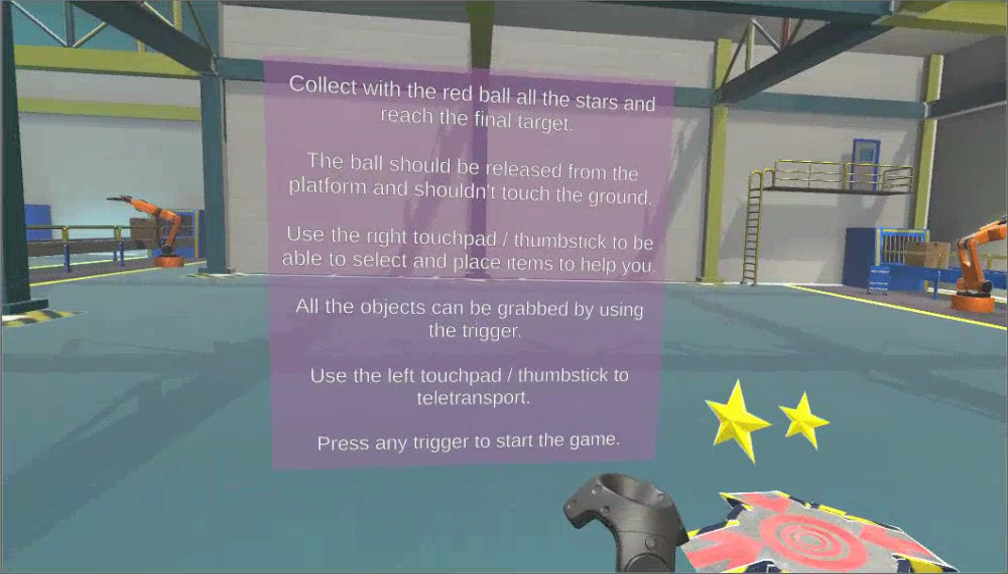 Collect with the red ball all the stars and
reach the final target.
The ball should be released from the
platform and shouldn't touch the ground.
Use the right touchpad / thumbstick to be
able to select and place items to help you.
All the objects can be grabbed by using
the trigger.
Use the left touchpad / thumbstick to
teletransport.
Press any trigger to start the game.